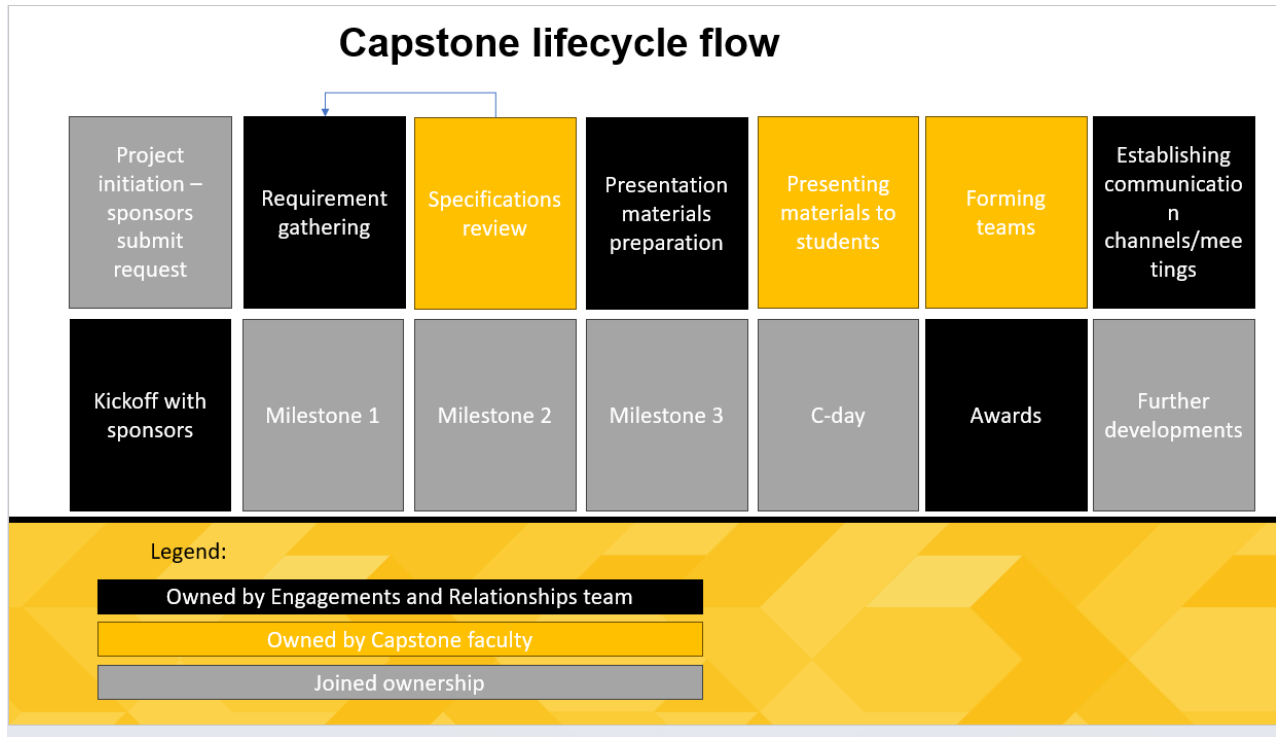 Capstone lifecycle flow
Project
initiation –
sponsors
submit
request
Requirement
gathering
Specifications
review
Presentation
materials
preparation
Presenting
materials to
students
Forming
teams
Establishing
communicatio
n
channels/mee
tings
Kickoff with
sponsors
Milestone 1
Milestone 2
Milestone 3
C-day
Awards
Further
developments
Legend:
Owned by Engagements and Relationships team
Owned by Capstone faculty
Joined ownership